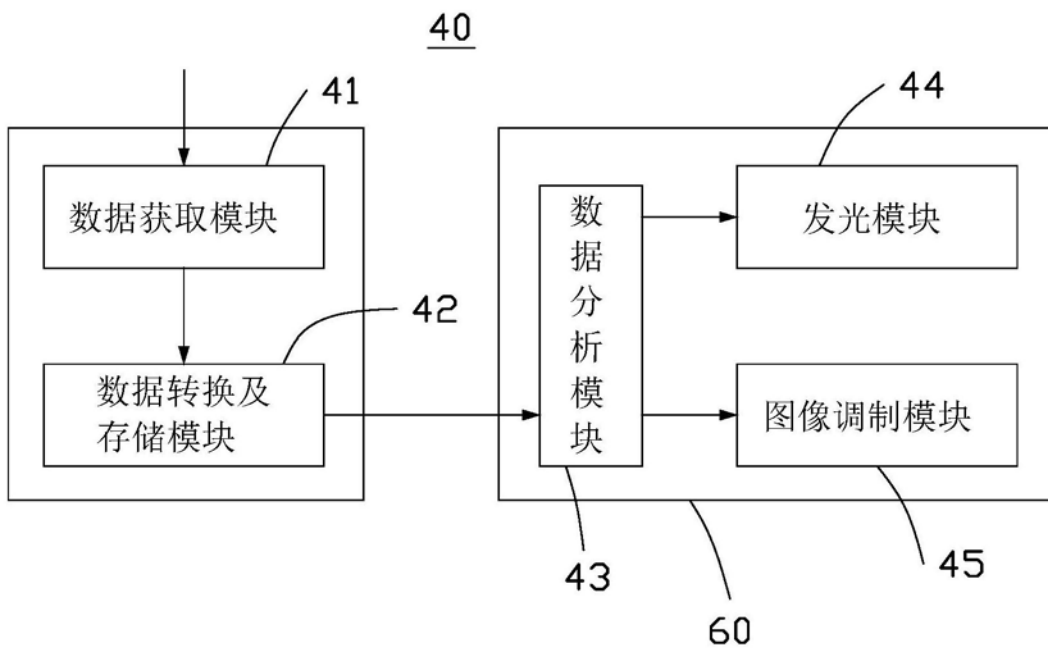 40
41
数据获取模块
42
数据转换及
存储模块
数据分析模块
43
44
发光模块
图像调制模块
45
60